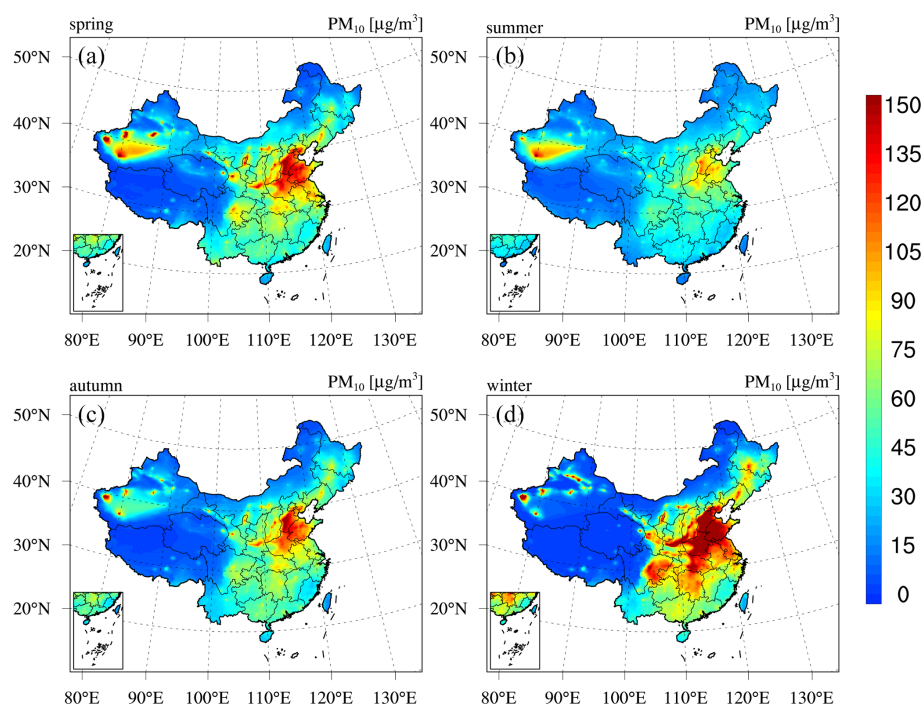 spring PM₁₀ [µg/m³]
(a)
50°N
40°N
30°N
20°N
80°E 90°E 100°E 110°E 120°E 130°E
summer PM₁₀ [µg/m³]
(b)
50°N
40°N
30°N
20°N
80°E 90°E 100°E 110°E 120°E 130°E
autumn PM₁₀ [µg/m³]
(c)
50°N
40°N
30°N
20°N
80°E 90°E 100°E 110°E 120°E 130°E
winter PM₁₀ [µg/m³]
(d)
50°N
40°N
30°N
20°N
80°E 90°E 100°E 110°E 120°E 130°E
150
135
120
105
90
75
60
45
30
15
0